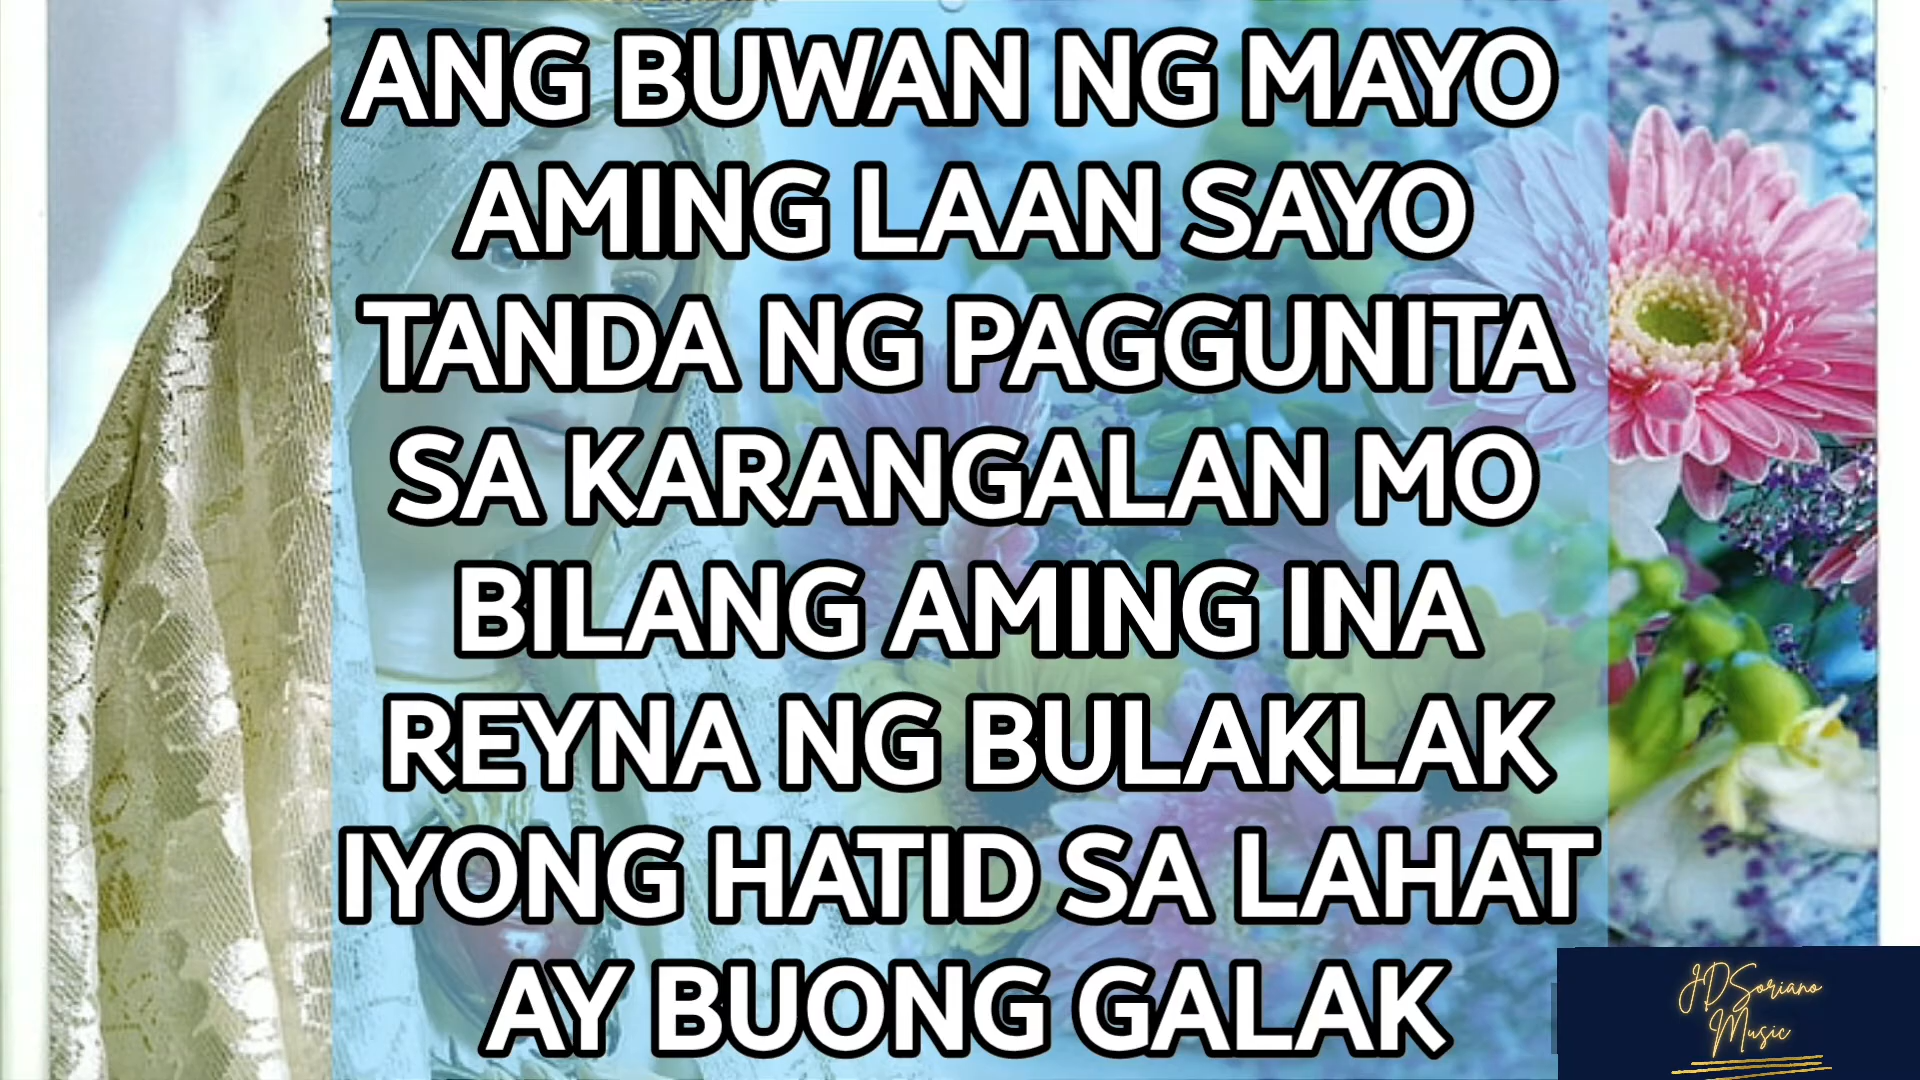 ANG BUWAN NG MAYO
AMING LAAN SAYO
TANDA NG PAGGUNITA
SA KARANGALAN MO
BILANG AMING INA
REYNA NG BULAKLAK
IYONG HATID SA LAHAT
AY BUONG GALAK
JDSoriano
Music